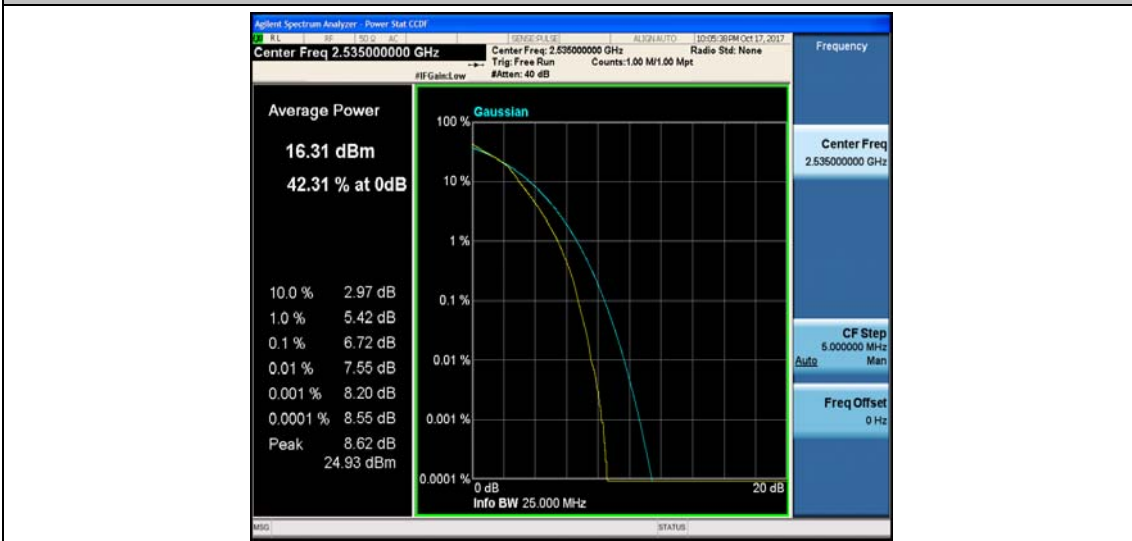 Agilent Spectrum Analyzer - Power Stat CCDF
RL RF 50 Ω AC SENSE:PULSE ALIGN AUTO 10:05:38 PM Oct 17, 2017
Center Freq 2.535000000 GHz
Center Freq: 2.535000000 GHz Radio Std: None
Trig: Free Run Counts:1.00 M/1.00 Mpt
#IFGain:Low #Atten: 40 dB
Frequency
Average Power
16.31 dBm
42.31 % at 0dB
10.0 % 2.97 dB
1.0 % 5.42 dB
0.1 % 6.72 dB
0.01 % 7.55 dB
0.001 % 8.20 dB
0.0001 % 8.55 dB
Peak 8.62 dB
24.93 dBm
Gaussian
100 %
10 %
1 %
0.1 %
0.01 %
0.001 %
0.0001 %
0 dB 20 dB
Info BW 25.000 MHz
Center Freq
2.535000000 GHz
CF Step
5.000000 MHz
Auto Man
Freq Offset
0 Hz
MSG STATUS